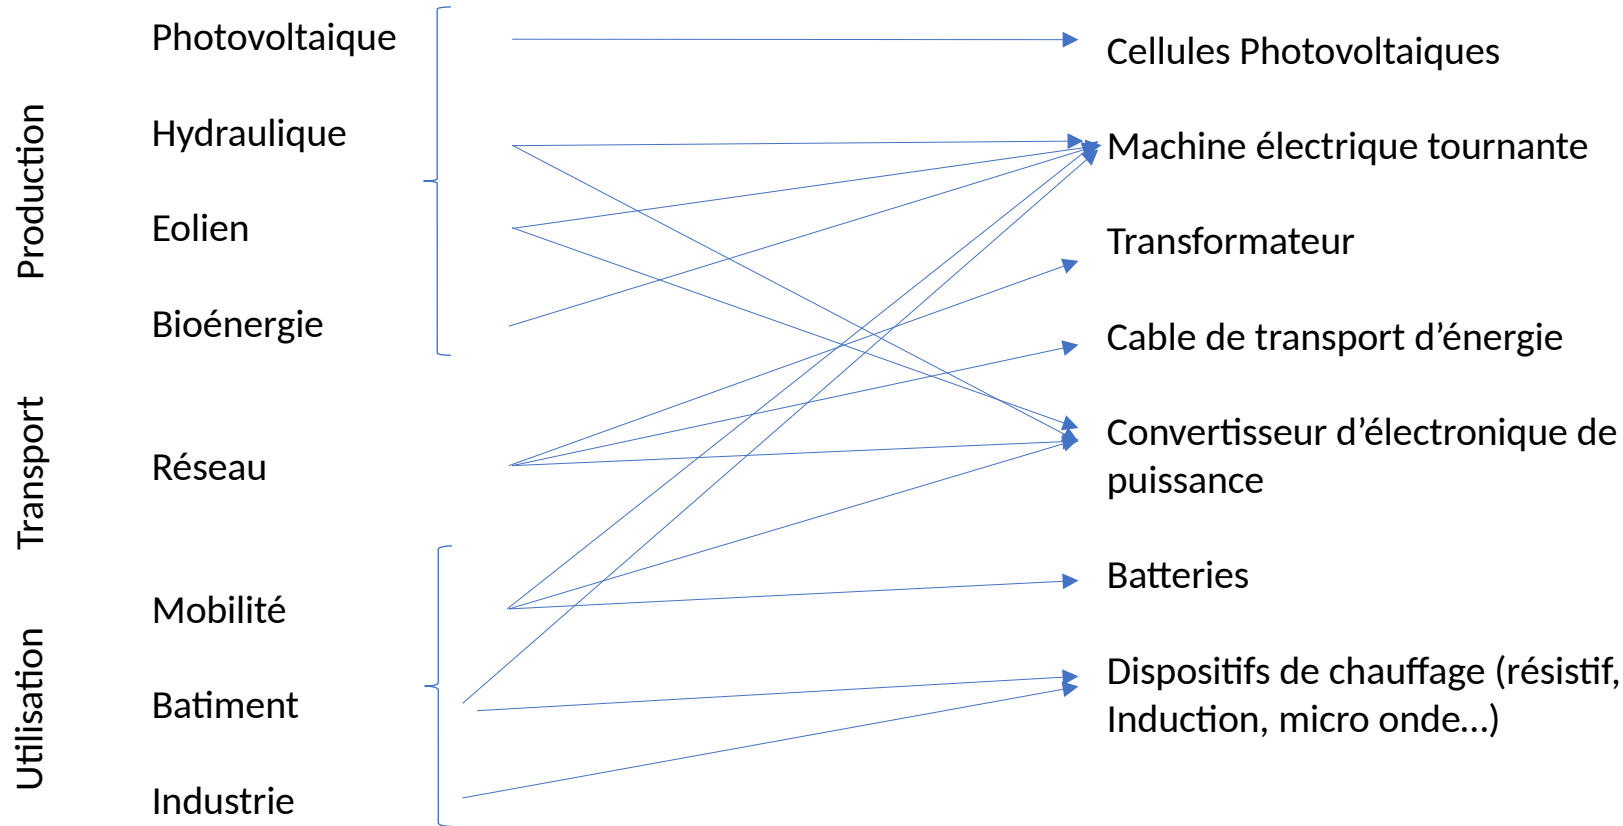 Production
Photovoltaique
Hydraulique
Eolien
Bioénergie
Transport
Réseau
Utilisation
Mobilité
Batiment
Industrie
Cellules Photovoltaiques
Machine électrique tournante
Transformateur
Cable de transport d’énergie
Convertisseur d’électronique de
puissance
Batteries
Dispositifs de chauffage (résistif,
Induction, micro onde…)